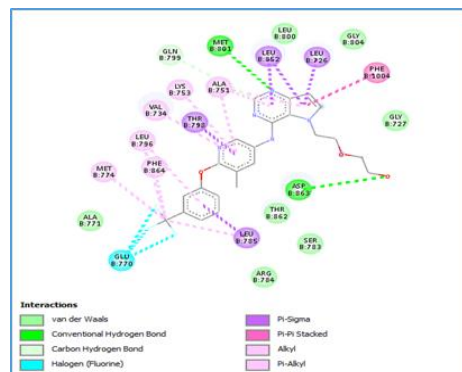 LEU
B:800
MET
B:801
GLY
B:804
GLN
B:799
LEU
B:852
LEU
B:726
PHE
B:1004
LYS
B:753
ALA
B:751
VAL
B:734
THR
B:798
GLY
B:727
LEU
B:796
PHE
B:864
MET
B:774
ASP
B:863
ALA
B:771
THR
B:862
LEU
B:785
SER
B:783
GLU
B:770
ARG
B:784
Interactions
van der Waals
Conventional Hydrogen Bond
Carbon Hydrogen Bond
Halogen (Fluorine)
Pi-Sigma
Pi-Pi Stacked
Alkyl
Pi-Alkyl